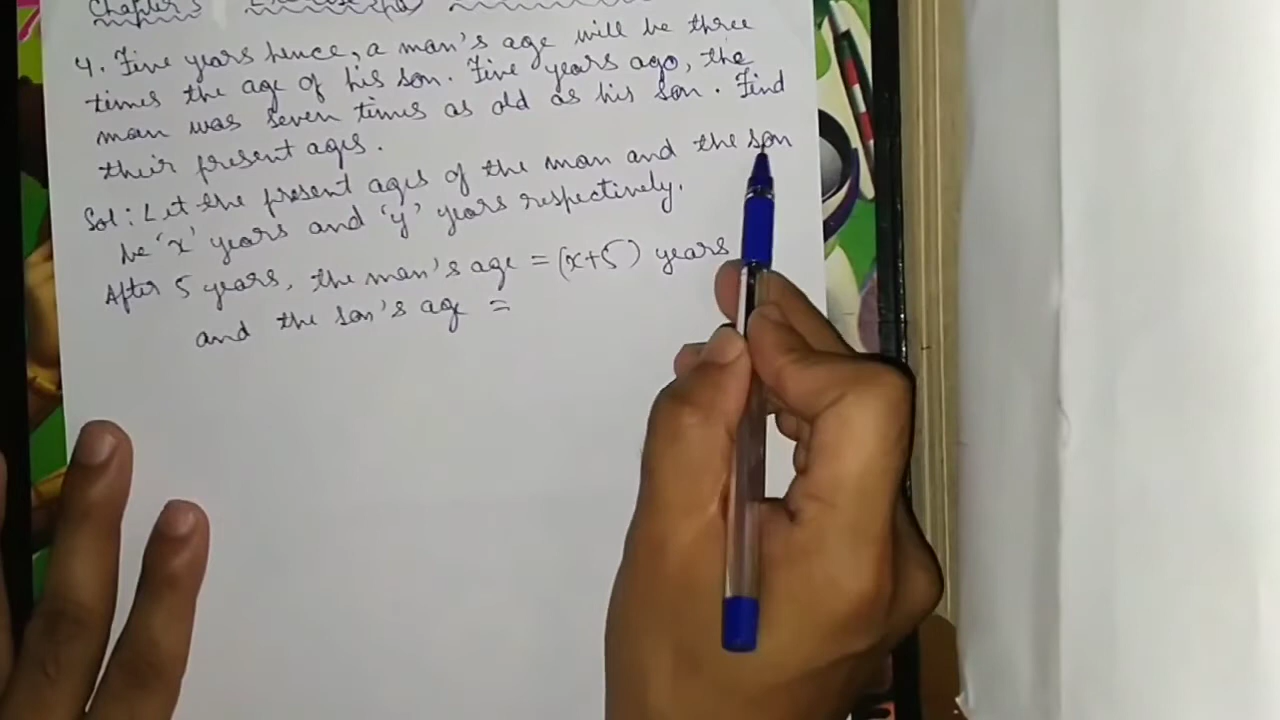 Chapter 3
4. Five years hence, a man's age will be three
times the age of his son. Five years ago, the
man was seven times as old as his son. Find
their present ages.
Sol: Let the present ages of the man and the son
be 'x' years and 'y' years respectively.
After 5 years, the man's age = (x+5) years
and the son's age =